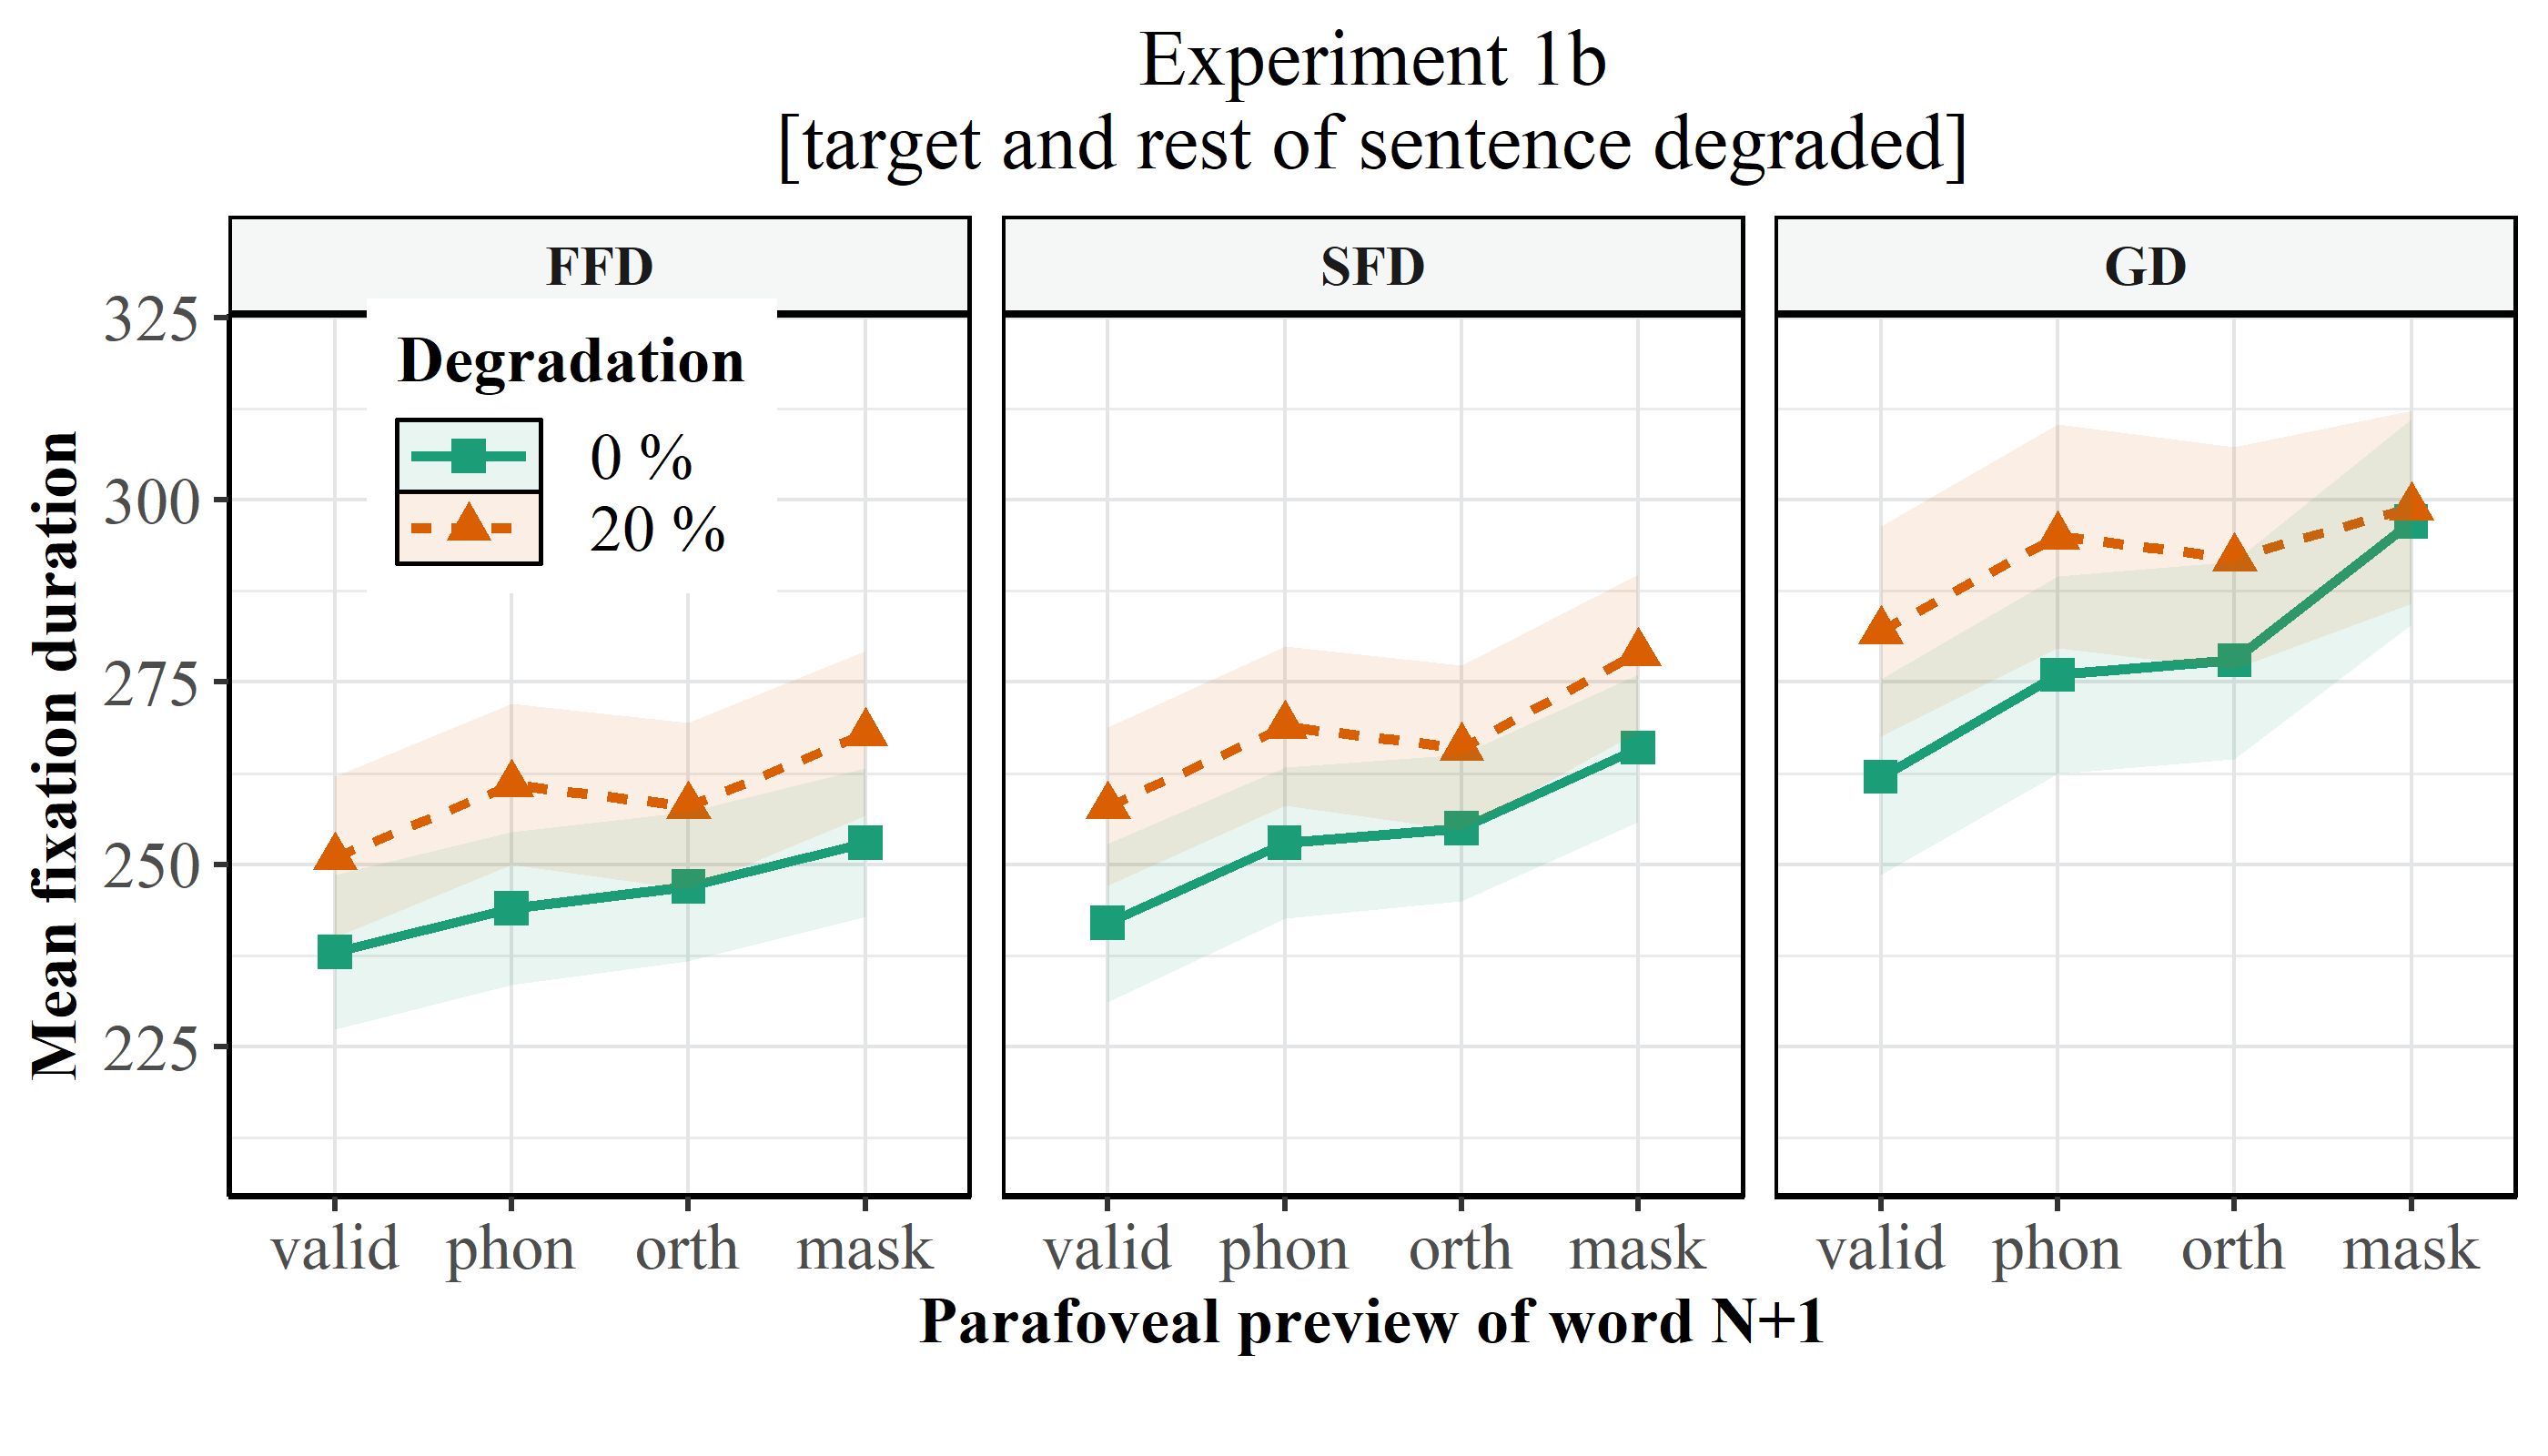 Experiment 1b
[target and rest of sentence degraded]
FFD SFD GD
Degradation
0 %
20 %
325
300
275
250
225
Mean fixation duration
valid phon orth mask valid phon orth mask valid phon orth mask
Parafoveal preview of word N+1